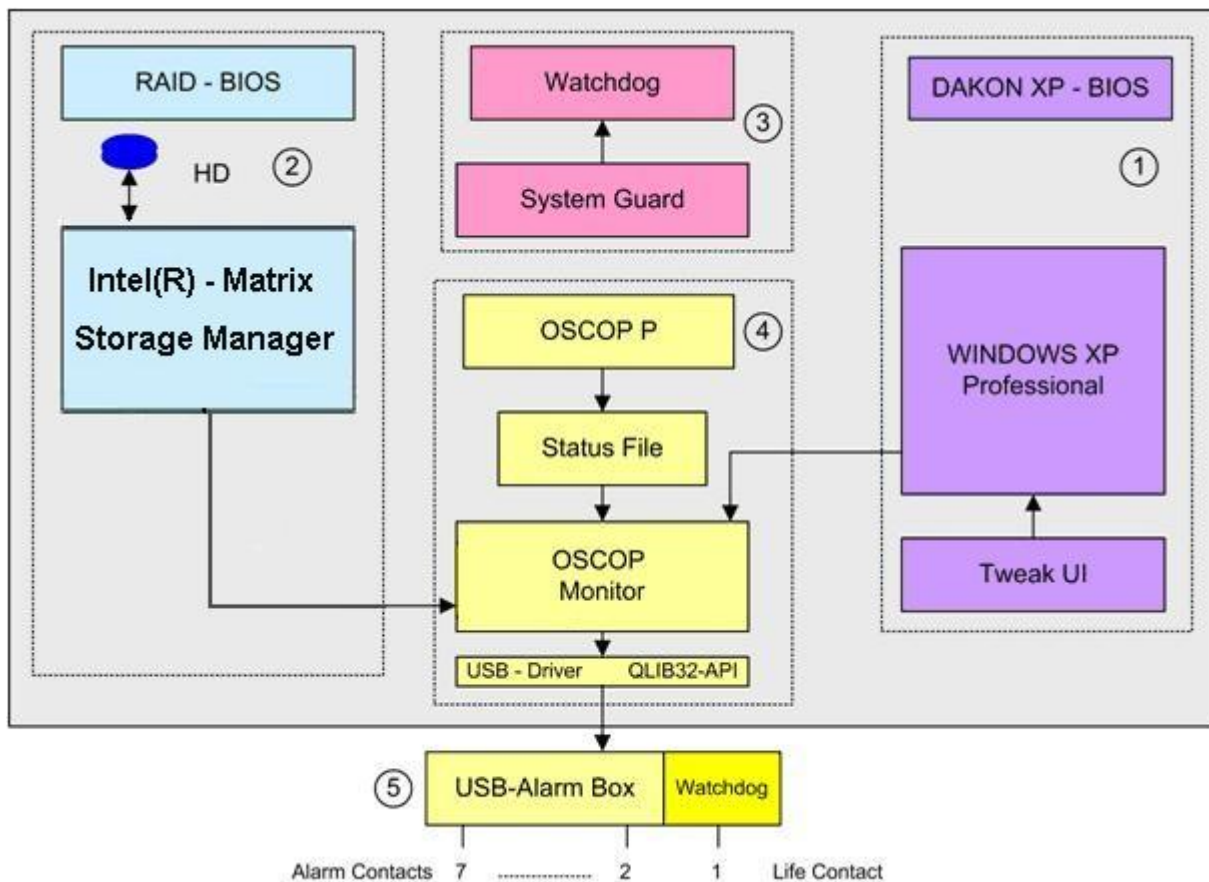 RAID - BIOS
HD
2
Intel(R) - Matrix
Storage Manager
Watchdog
3
System Guard
DAKON XP - BIOS
1
WINDOWS XP
Professional
Tweak UI
OSCOP P
4
Status File
OSCOP
Monitor
USB - Driver QLIB32-API
5
USB-Alarm Box
Watchdog
Alarm Contacts 7 .................. 2 1 Life Contact